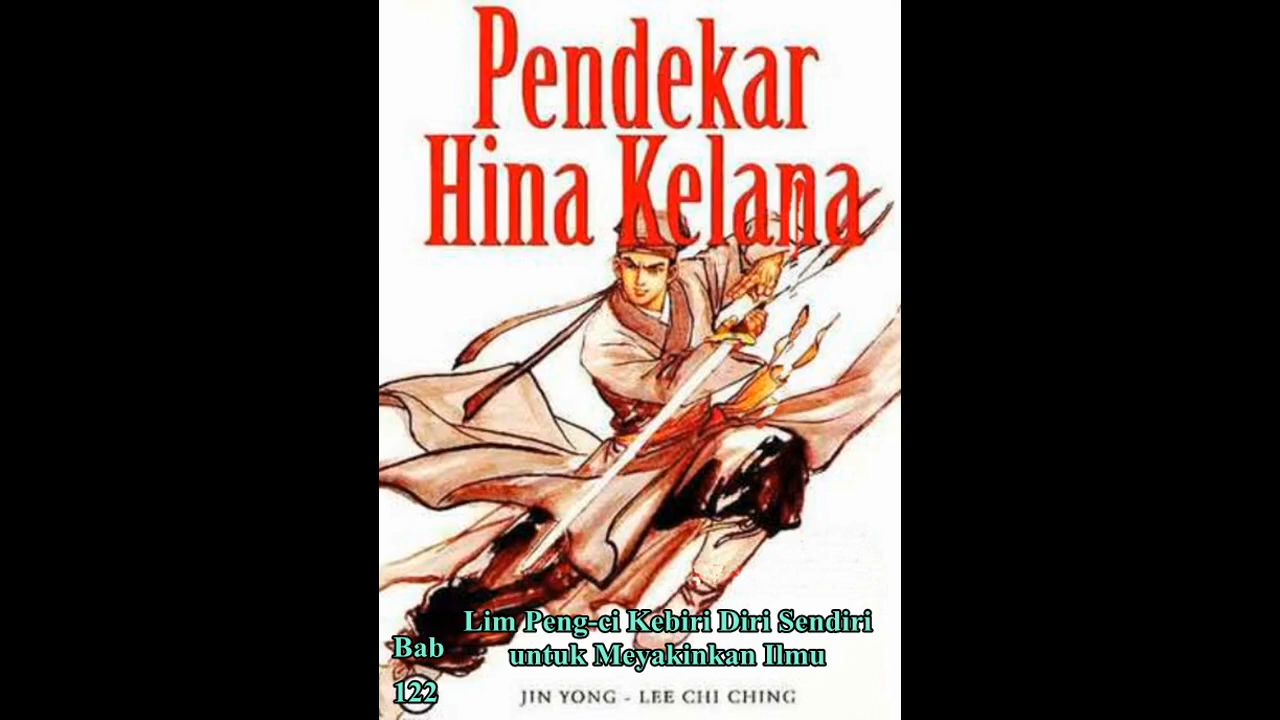 Pendekar
Hina Kelana
Lim Peng-ci Kebiri Diri Sendiri
untuk Meyakinkan Ilmu
Bab
122
JIN YONG - LEE CHI CHING